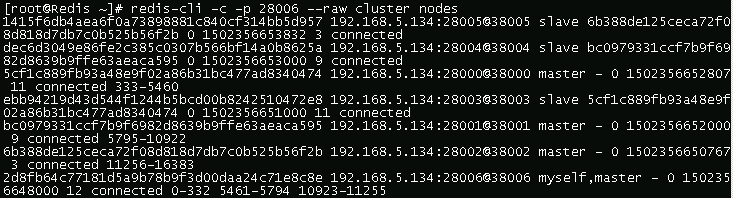 [root@Redis ~]# redis-cli -c -p 28006 --raw cluster nodes
1415f6db4aea6f0a73898881c840cf314bb5d957 192.168.5.134:28005@38005 slave 6b388de125ceca72f0
8d818d7db7c0b525b56f2b 0 1502356653832 3 connected
dec6d3049e86fe2c385c0307b566bf14a0b8625a 192.168.5.134:28004@38004 slave bc0979331ccf7b9f69
82d8639b9ffe63aeaca595 0 1502356653000 9 connected
5cf1c889fb93a48e9f02a86b31bc477ad8340474 192.168.5.134:28000@38000 master - 0 1502356652807
 11 connected 333-5460
ebb94219d43d544f1244b5bcd00b8242510472e8 192.168.5.134:28003@38003 slave 5cf1c889fb93a48e9f
02a86b31bc477ad8340474 0 1502356651000 11 connected
bc0979331ccf7b9f6982d8639b9ffe63aeaca595 192.168.5.134:28001@38001 master - 0 1502356652000
 9 connected 5795-10922
6b388de125ceca72f08d818d7db7c0b525b56f2b 192.168.5.134:28002@38002 master - 0 1502356650767
 3 connected 11256-16383
2d8fb64c77181d5a9b78b9f3d00daa24c71e8c8e 192.168.5.134:28006@38006 myself,master - 0 150235
6648000 12 connected 0-332 5461-5794 10923-11255